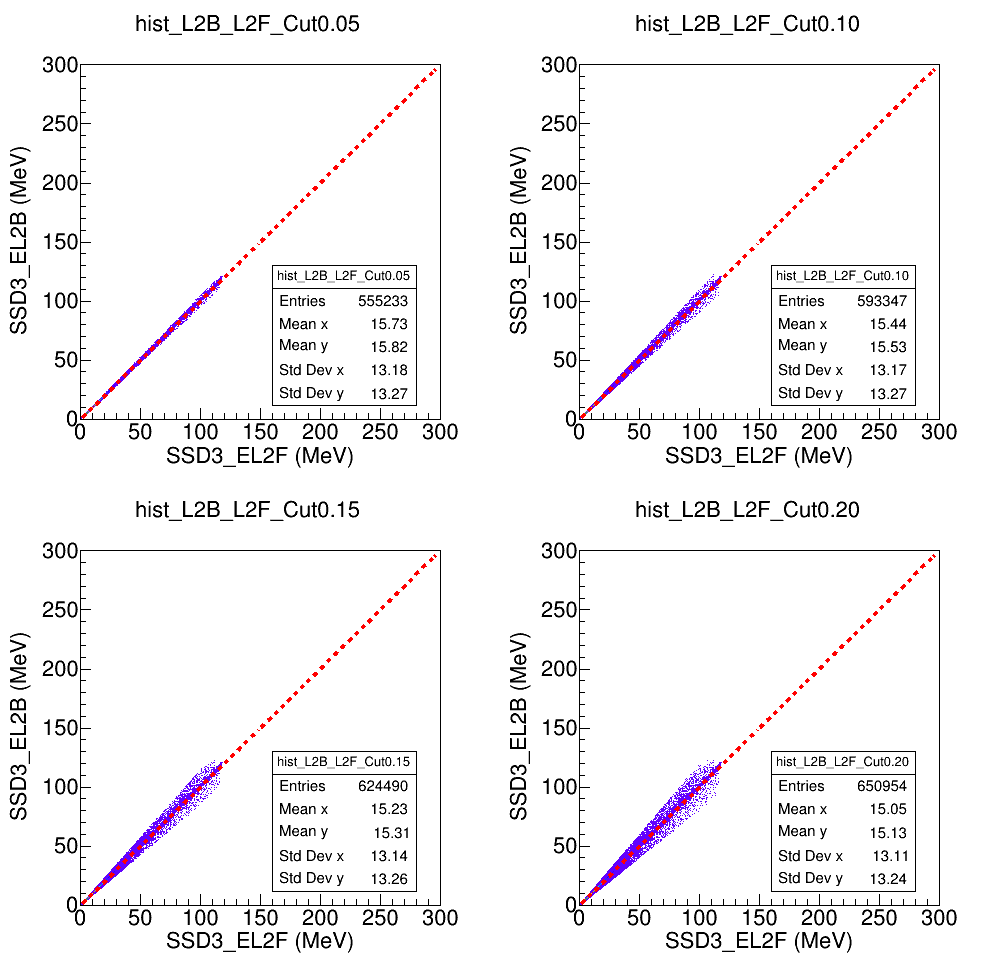 hist_L2B_L2F_Cut0.05
300
250
200
150
100
50
0
0 50 100 150 200 250 300
SSD3_EL2B (MeV)
SSD3_EL2F (MeV)
hist_L2B_L2F_Cut0.05
Entries 555233
Mean x 15.73
Mean y 15.82
Std Dev x 13.18
Std Dev y 13.27
hist_L2B_L2F_Cut0.10
300
250
200
150
100
50
0
0 50 100 150 200 250 300
SSD3_EL2B (MeV)
SSD3_EL2F (MeV)
hist_L2B_L2F_Cut0.10
Entries 593347
Mean x 15.44
Mean y 15.53
Std Dev x 13.17
Std Dev y 13.27
hist_L2B_L2F_Cut0.15
300
250
200
150
100
50
0
0 50 100 150 200 250 300
SSD3_EL2B (MeV)
SSD3_EL2F (MeV)
hist_L2B_L2F_Cut0.15
Entries 624490
Mean x 15.23
Mean y 15.31
Std Dev x 13.14
Std Dev y 13.26
hist_L2B_L2F_Cut0.20
300
250
200
150
100
50
0
0 50 100 150 200 250 300
SSD3_EL2B (MeV)
SSD3_EL2F (MeV)
hist_L2B_L2F_Cut0.20
Entries 650954
Mean x 15.05
Mean y 15.13
Std Dev x 13.11
Std Dev y 13.24